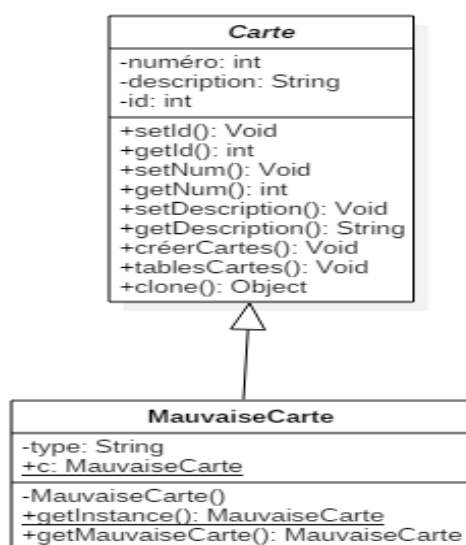 Carte
-numéro: int
-description: String
-id: int
+setId(): Void
+getId(): int
+setNum(): Void
+getNum(): int
+setDescription(): Void
+getDescription(): String
+créerCartes(): Void
+tablesCartes(): Void
+clone(): Object
MauvaiseCarte
-type: String
+c: MauvaiseCarte
-MauvaiseCarte()
+getInstance(): MauvaiseCarte
+getMauvaiseCarte(): MauvaiseCarte